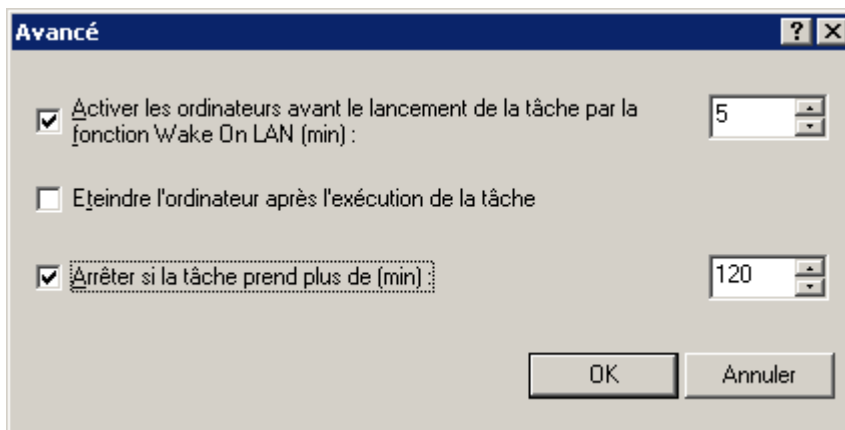 Avancé
Activer les ordinateurs avant le lancement de la tâche par la
fonction Wake On LAN (min) :
5
Eteindre l'ordinateur après l'exécution de la tâche
Arrêter si la tâche prend plus de (min) :
120
OK
Annuler